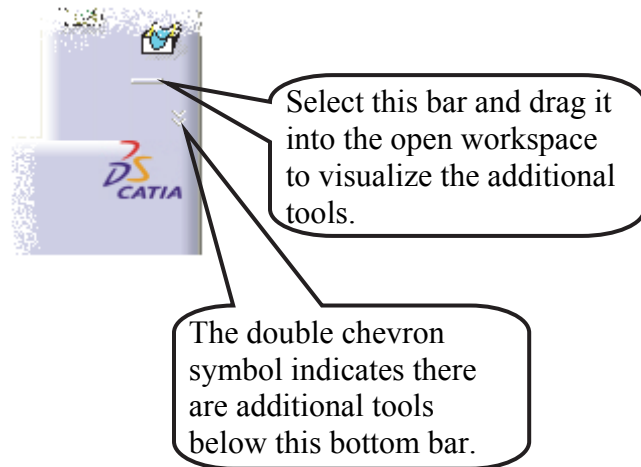 Select this bar and drag it
into the open workspace
to visualize the additional
tools.
DS
CATIA
The double chevron
symbol indicates there
are additional tools
below this bottom bar.